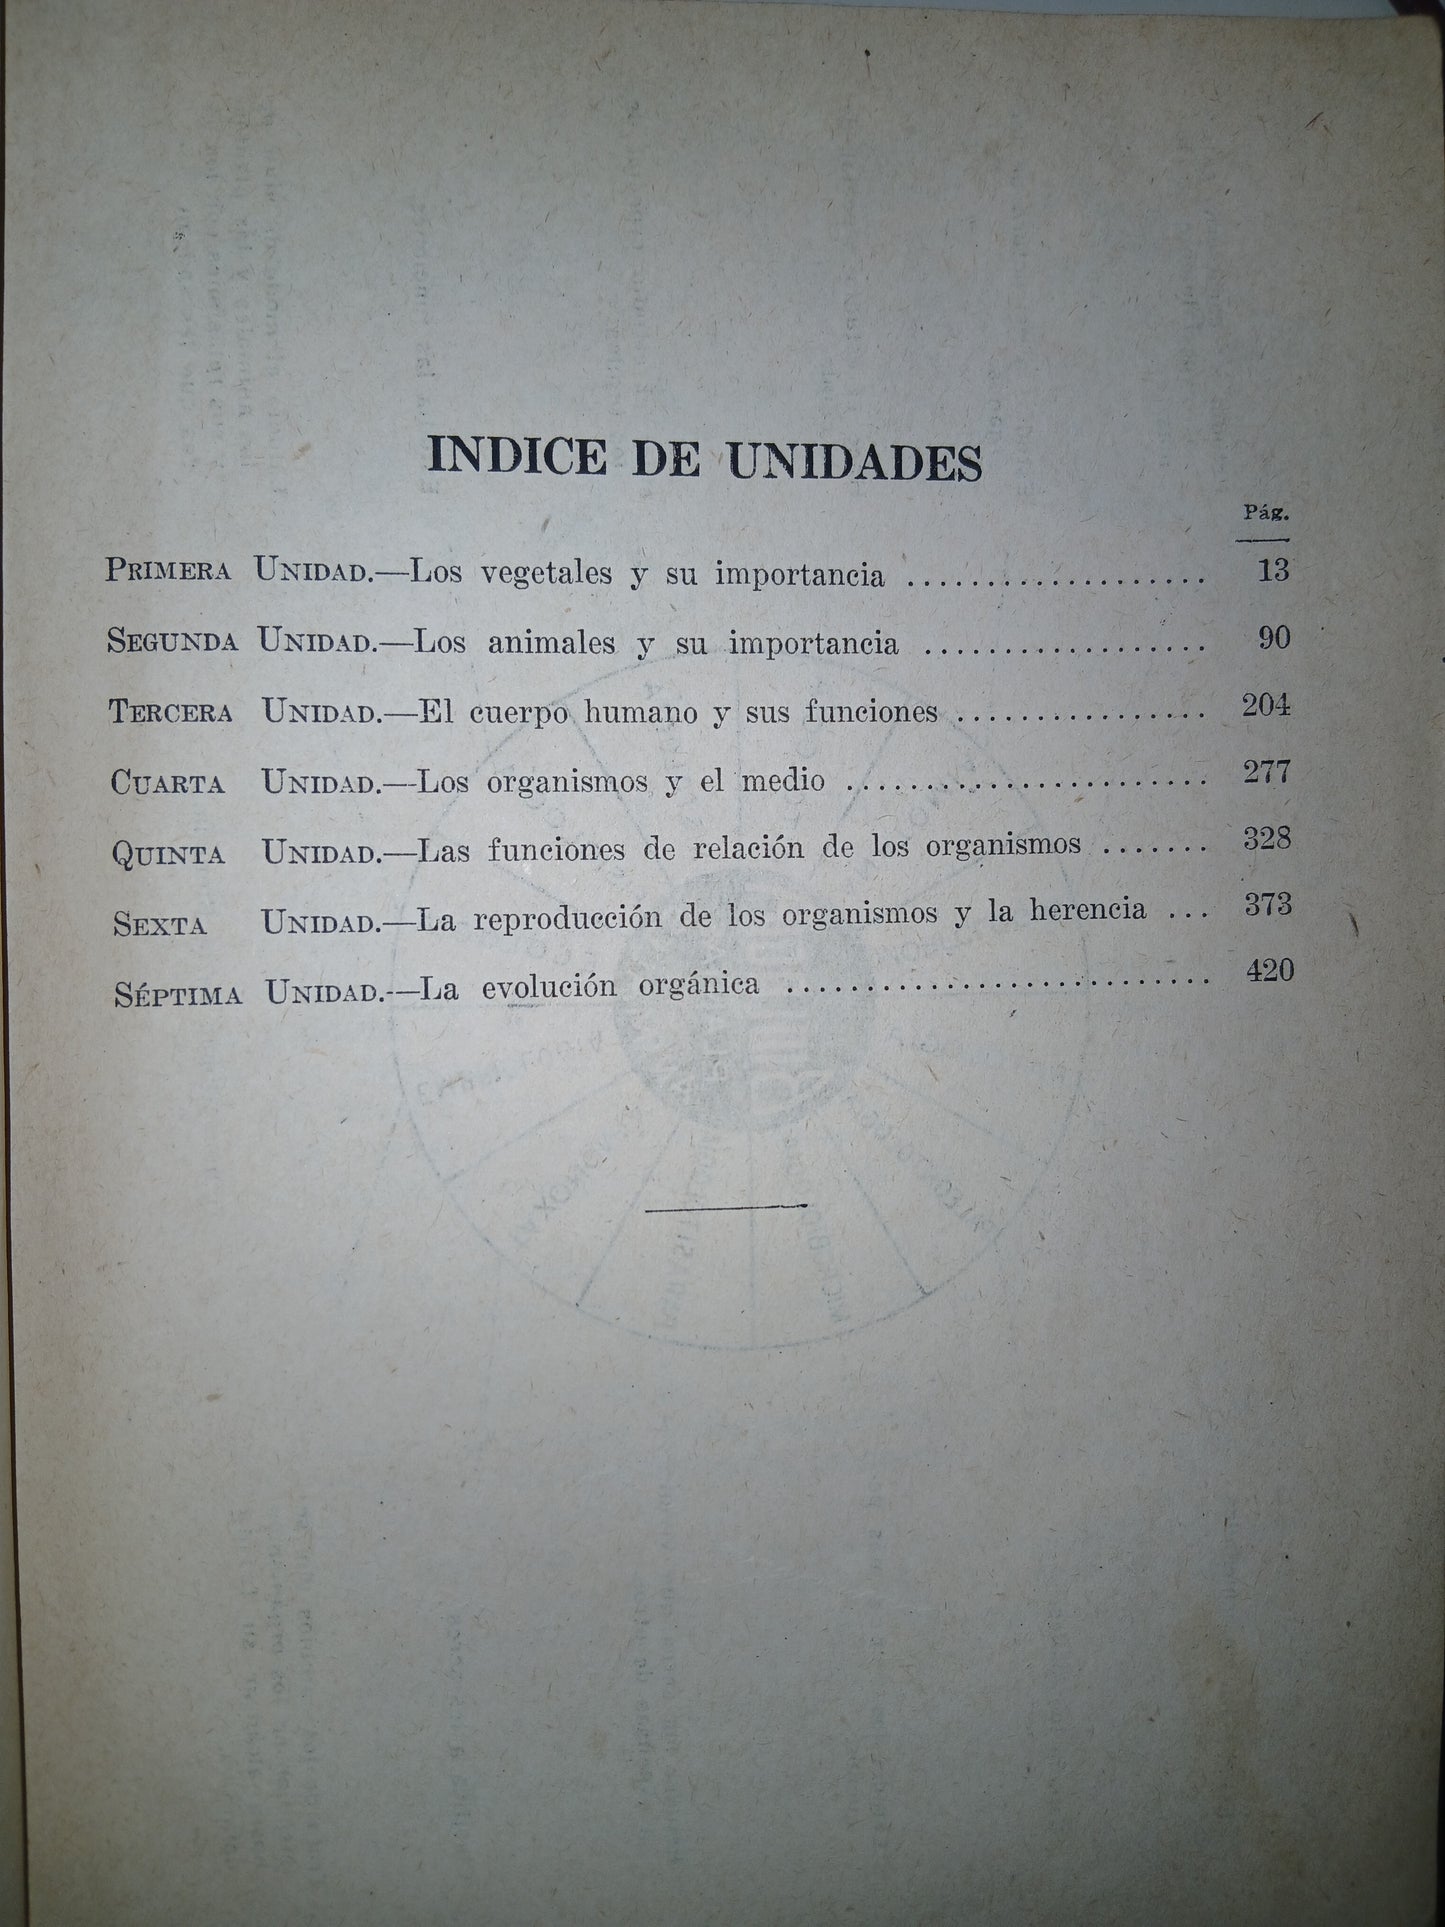 INDICE DE UNIDADES
Pág.
PRIMERA UNIDAD.—Los vegetales y su importancia .................... 13
SEGUNDA UNIDAD.—Los animales y su importancia .................. 90
TERCERA UNIDAD.—El cuerpo humano y sus funciones ................ 204
CUARTA UNIDAD.—Los organismos y el medio ....................... 277
QUINTA UNIDAD.—Las funciones de relación de los organismos ....... 328
SEXTA UNIDAD.—La reproducción de los organismos y la herencia ... 373
SÉPTIMA UNIDAD.—La evolución orgánica ........................... 420